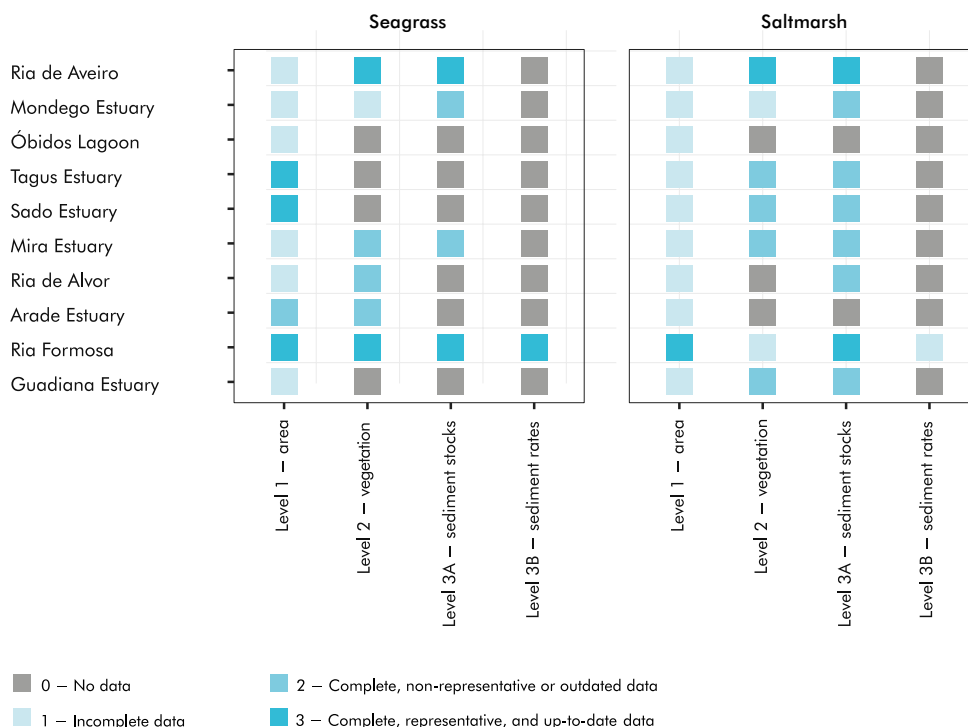 Seagrass
Saltmarsh
Ria de Aveiro
Mondego Estuary
Óbidos Lagoon
Tagus Estuary
Sado Estuary
Mira Estuary
Ria de Alvor
Arade Estuary
Ria Formosa
Guadiana Estuary
Level 1 – area
Level 2 – vegetation
Level 3A – sediment stocks
Level 3B – sediment rates
Level 1 – area
Level 2 – vegetation
Level 3A – sediment stocks
Level 3B – sediment rates
0 – No data
1 – Incomplete data
2 – Complete, non-representative or outdated data
3 – Complete, representative, and up-to-date data